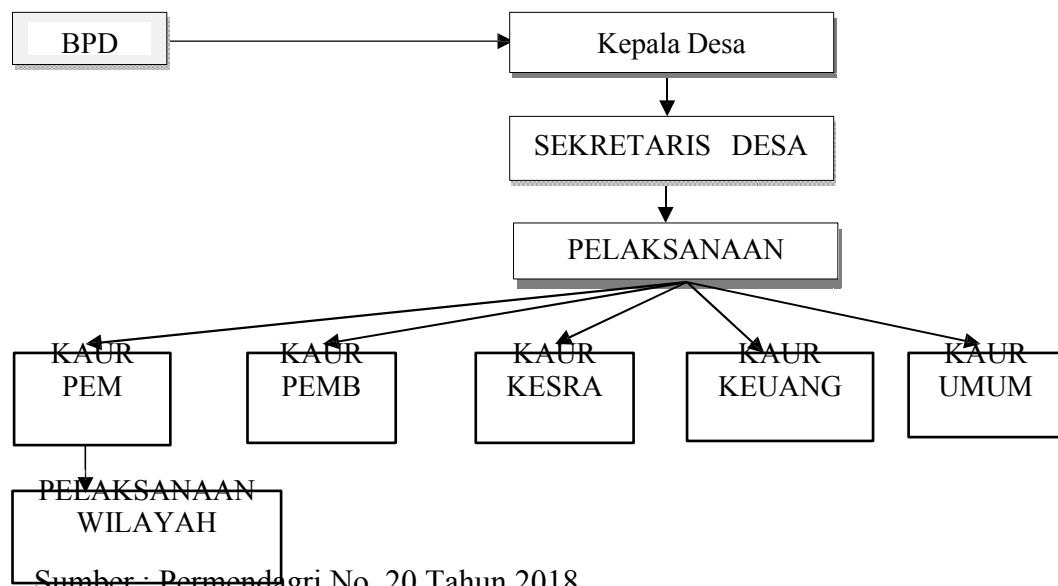 BPD
Kepala Desa
SEKRETARIS DESA
PELAKSANAAN
KAUR
PEM
KAUR
PEMB
KAUR
KESRA
KAUR
KEUANG
KAUR
UMUM
PELAKSANAAN
WILAYAH
Sumber : Permendagri No. 20 Tahun 2018